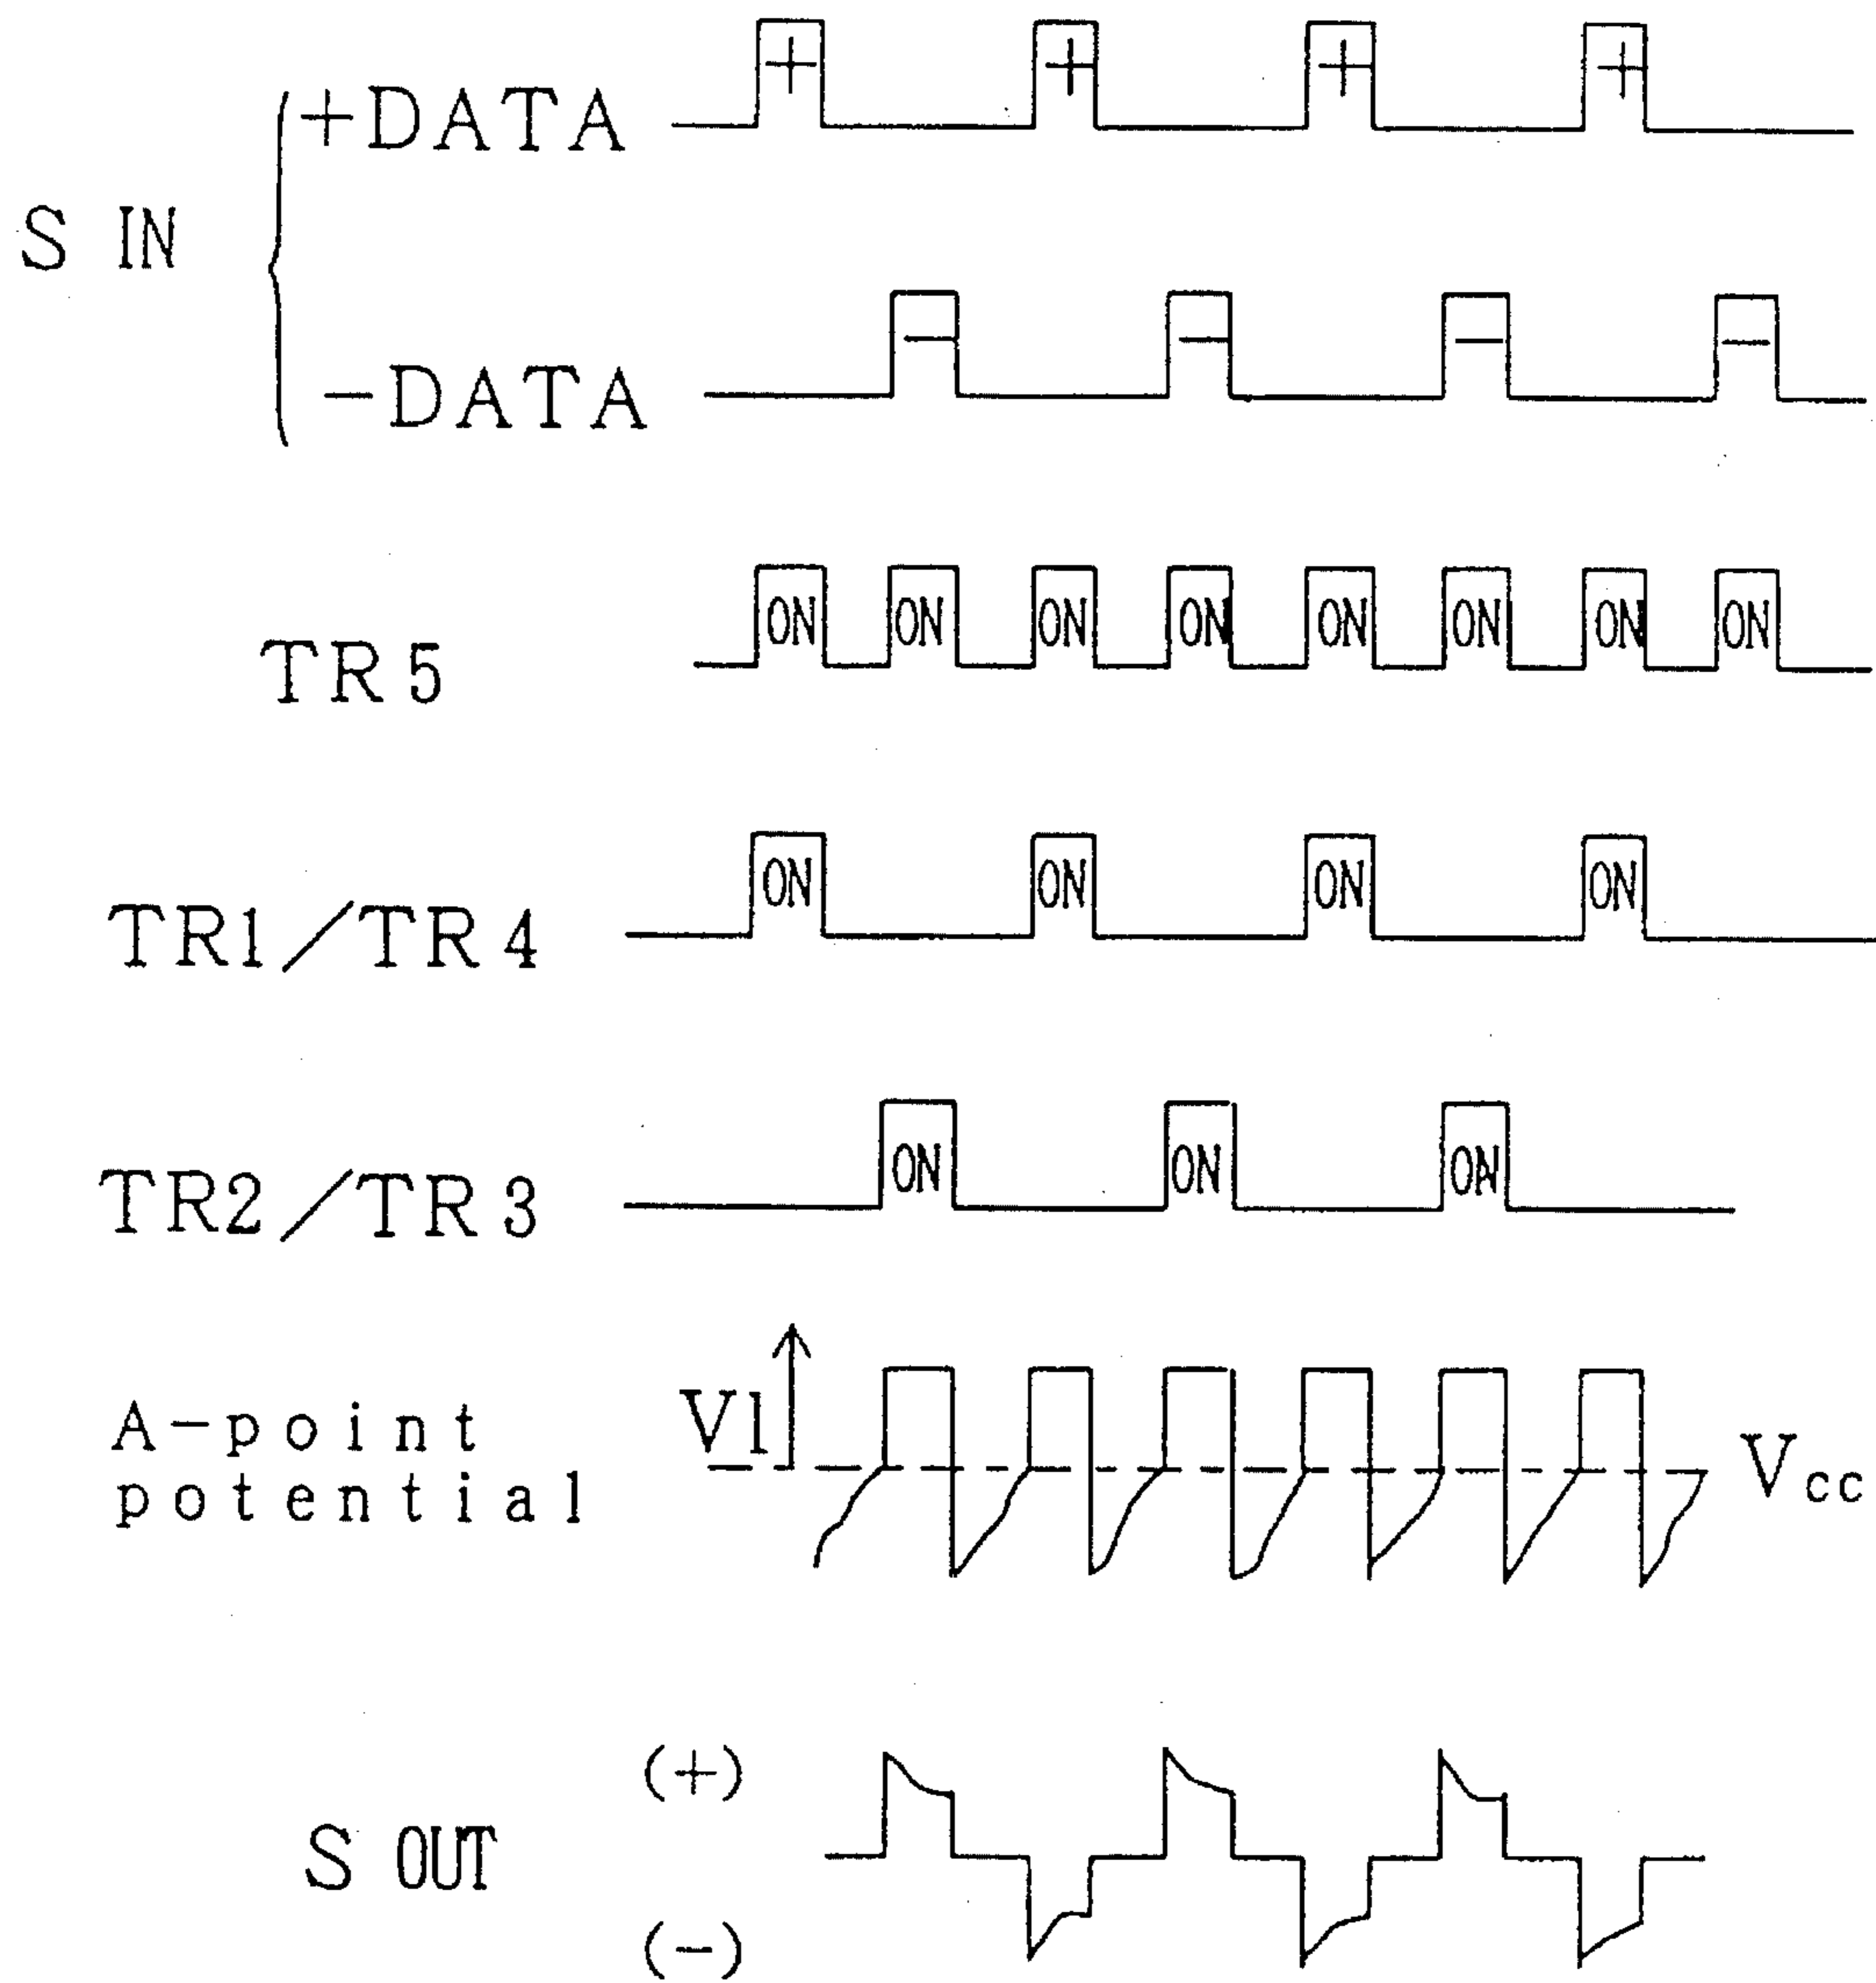 +DATA
+ + + +
S IN
-DATA
- - - -
TR5
ON ON ON ON ON ON ON ON
TR1/TR4
ON ON ON ON
TR2/TR3
ON ON ON
A-point
potential
V1
Vcc
S OUT
(+)
(-)